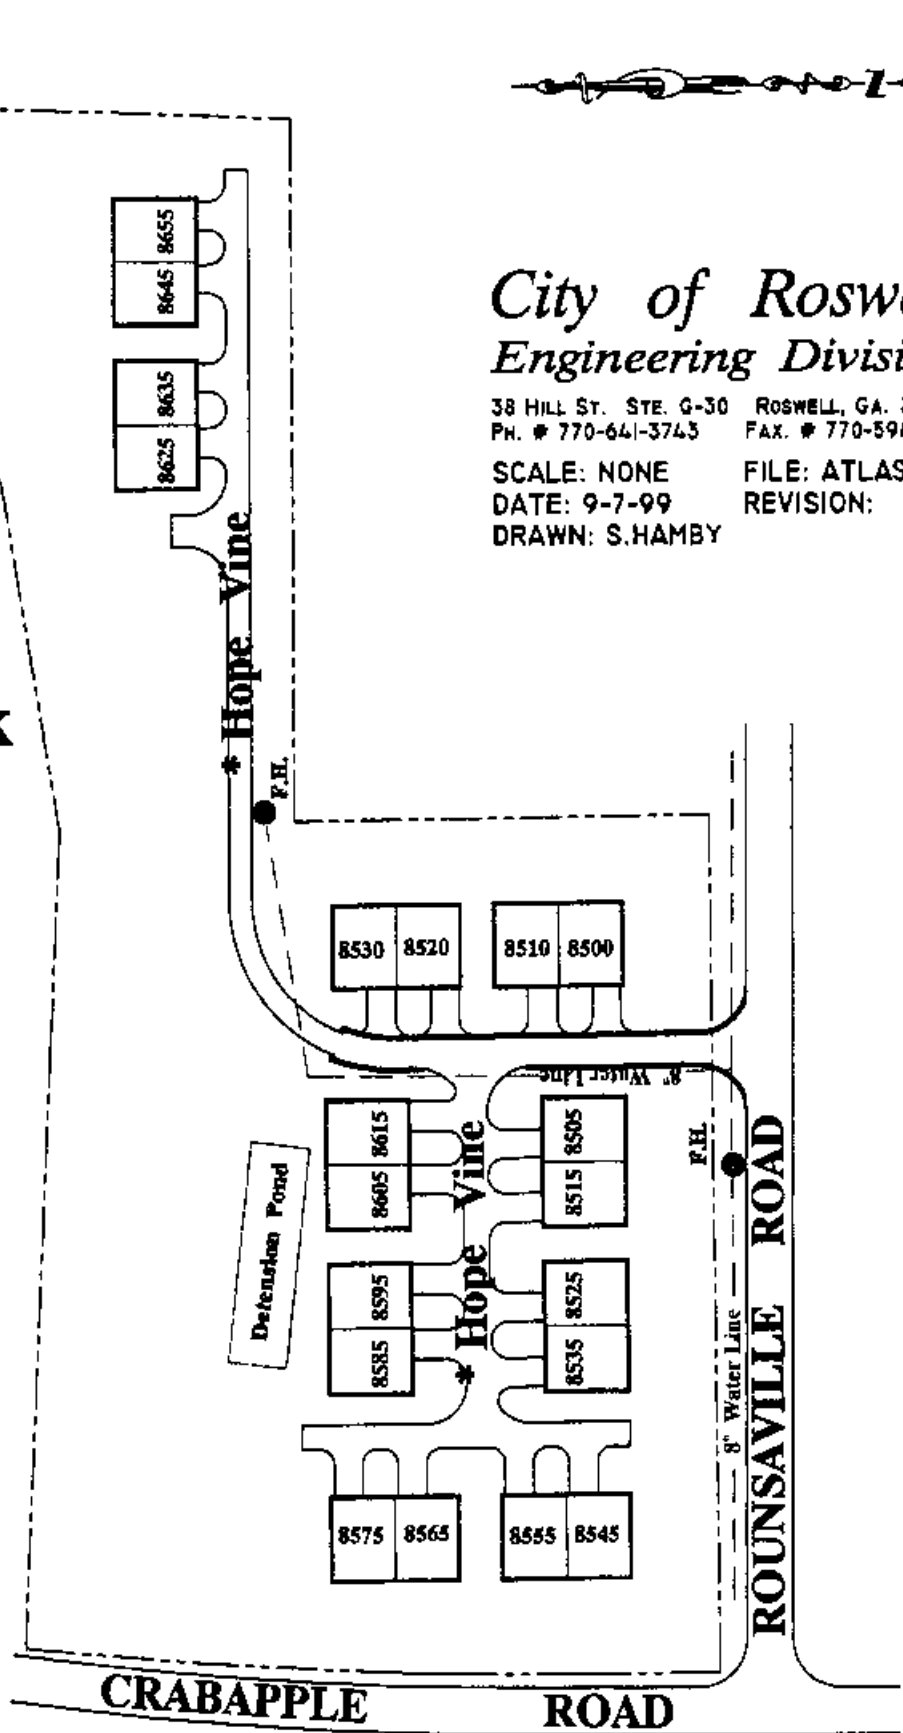 Z
City of Rosw
Engineering Divisi
38 HILL ST. STE. G-30 ROSWELL, GA.
PH. # 770-641-3743 FAX. # 770-59
SCALE: NONE FILE: ATLAS
DATE: 9-7-99 REVISION:
DRAWN: S.HAMBY
8655
8645
8635
8625
* Hope Vine
K
F.H.
8530 8520 8510 8500
8" Water Line
8615
8605
8505
8515
F.H.
Detension Pond
* Hope Vine
8595
8585
8525
8535
8" Water Line
ROUNSAVILLE ROAD
8575 8565 8555 8545
CRABAPPLE ROAD